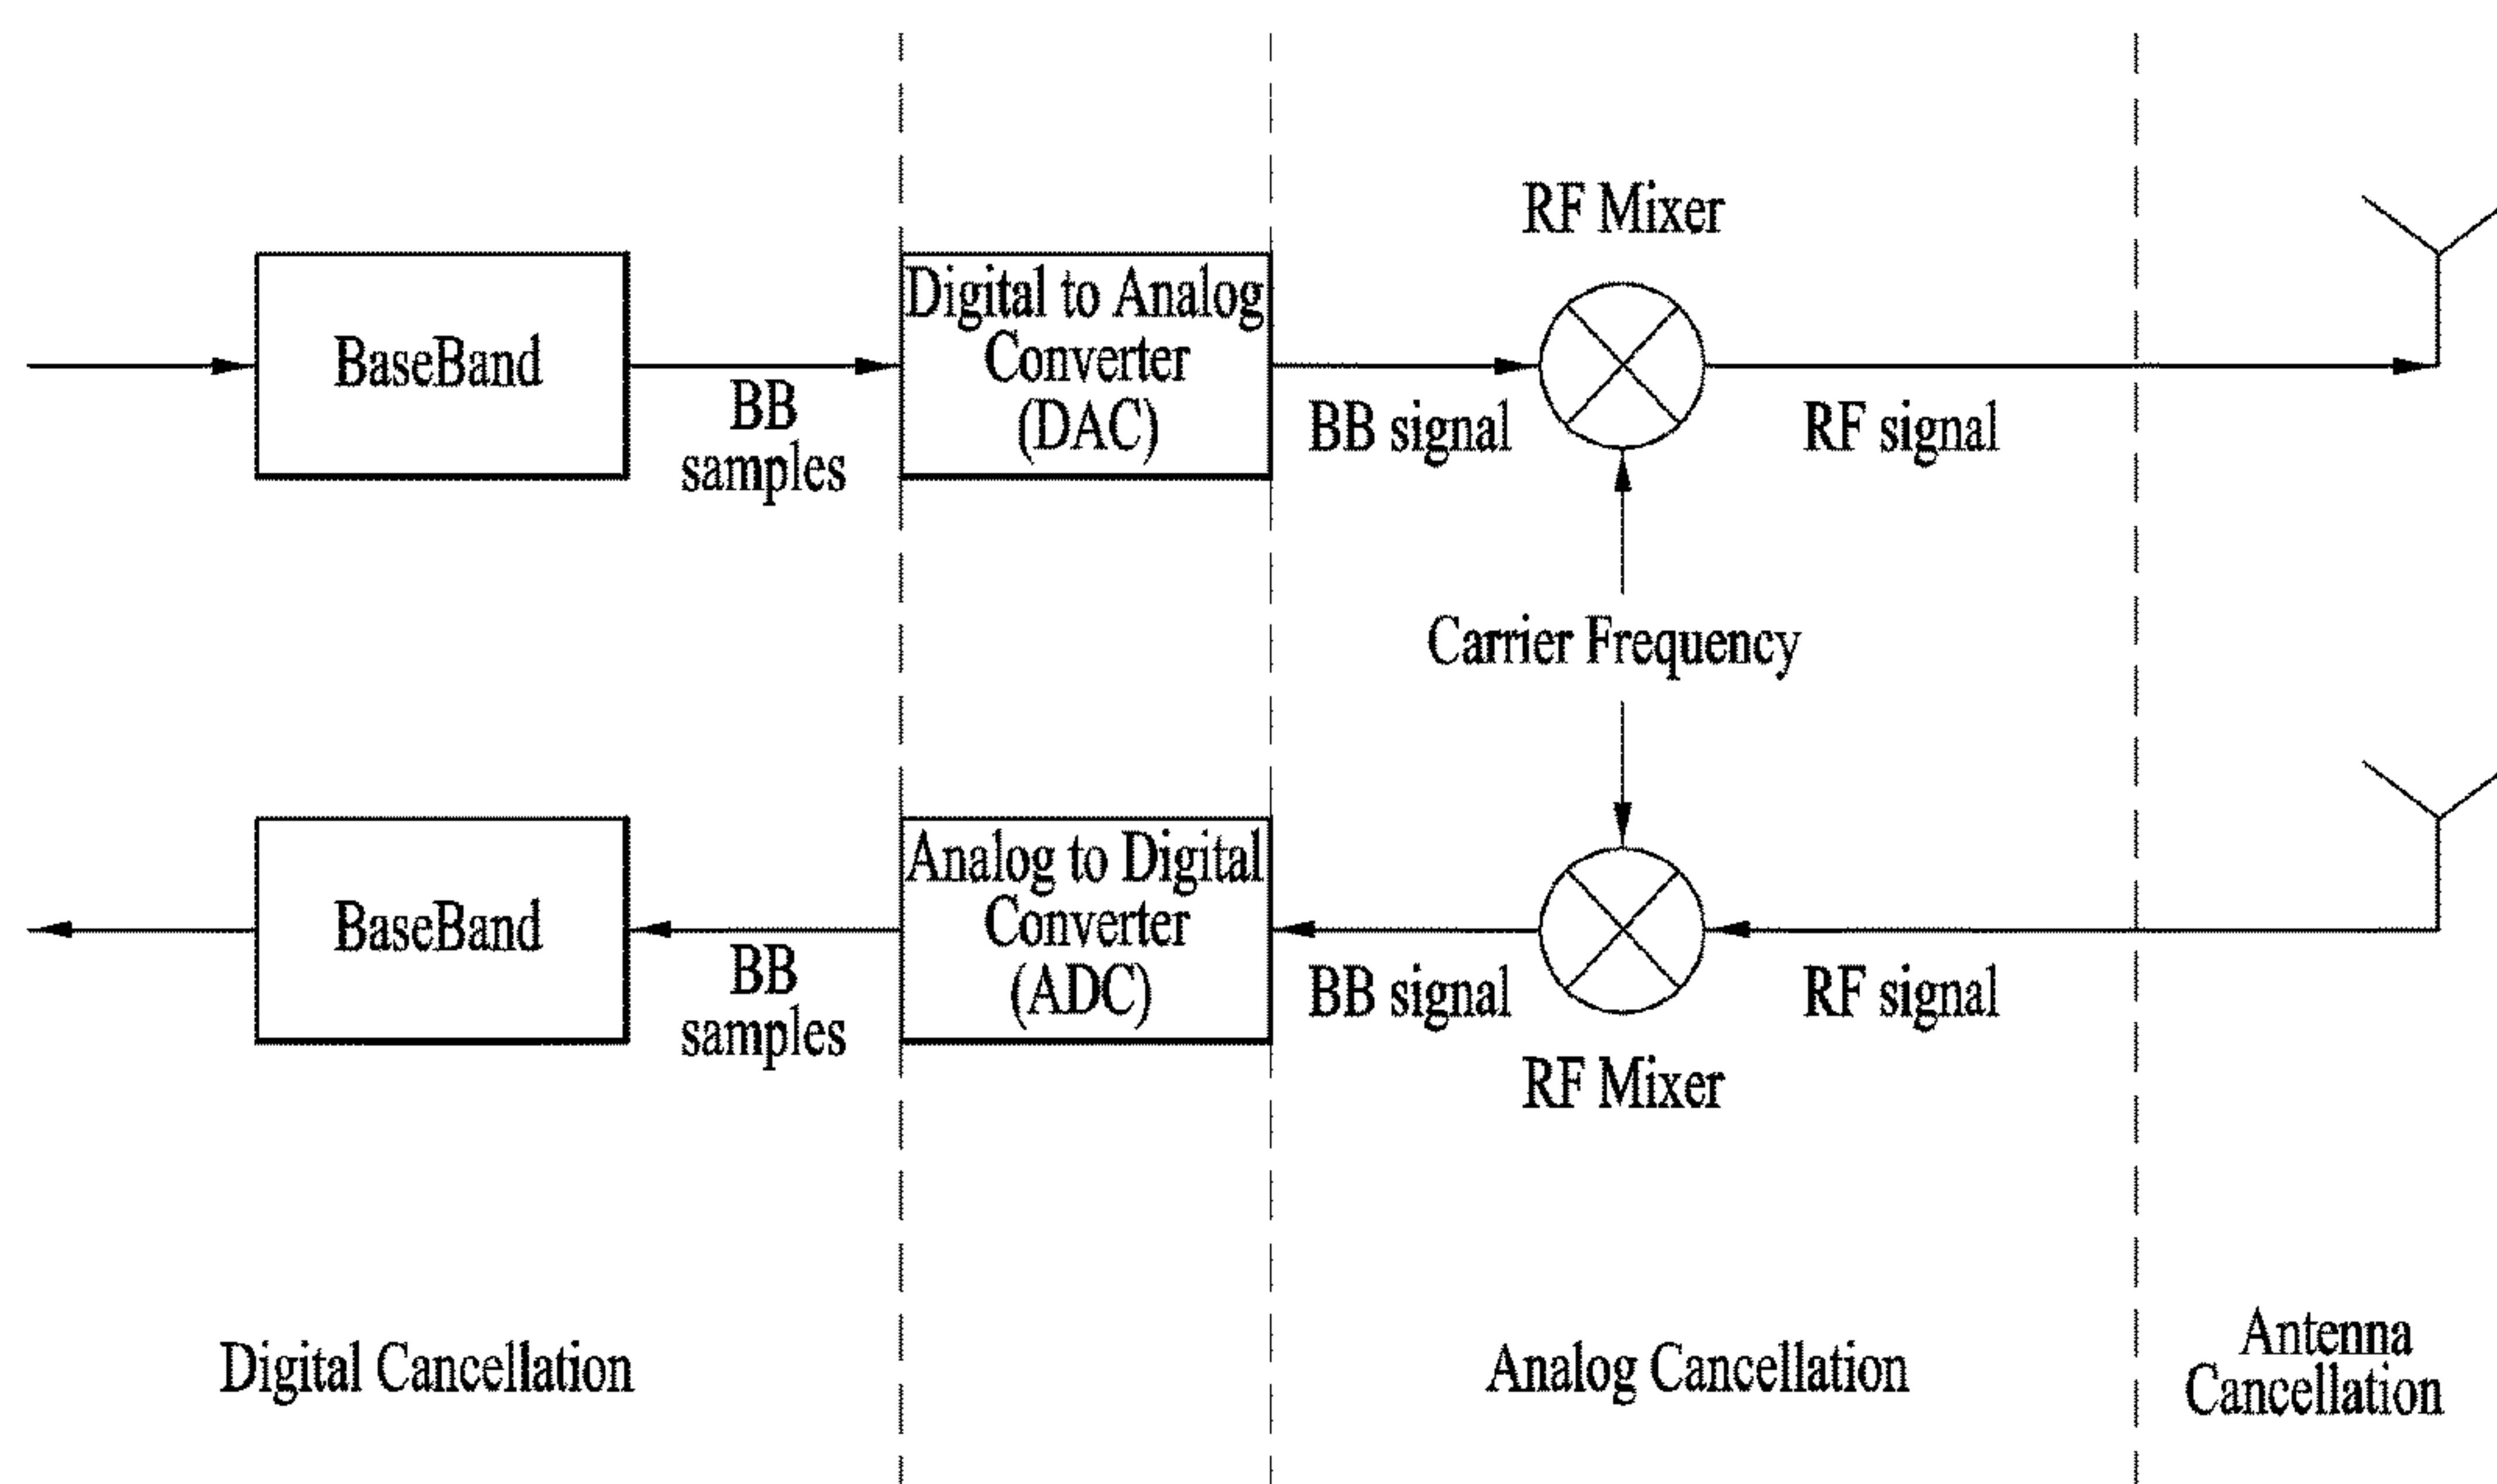 RF Mixer
BaseBand
BB
samples
Digital to Analog
Converter
(DAC)
BB signal
RF signal
Carrier Frequency
BaseBand
BB
samples
Analog to Digital
Converter
(ADC)
BB signal
RF signal
RF Mixer
Digital Cancellation
Analog Cancellation
Antenna
Cancellation